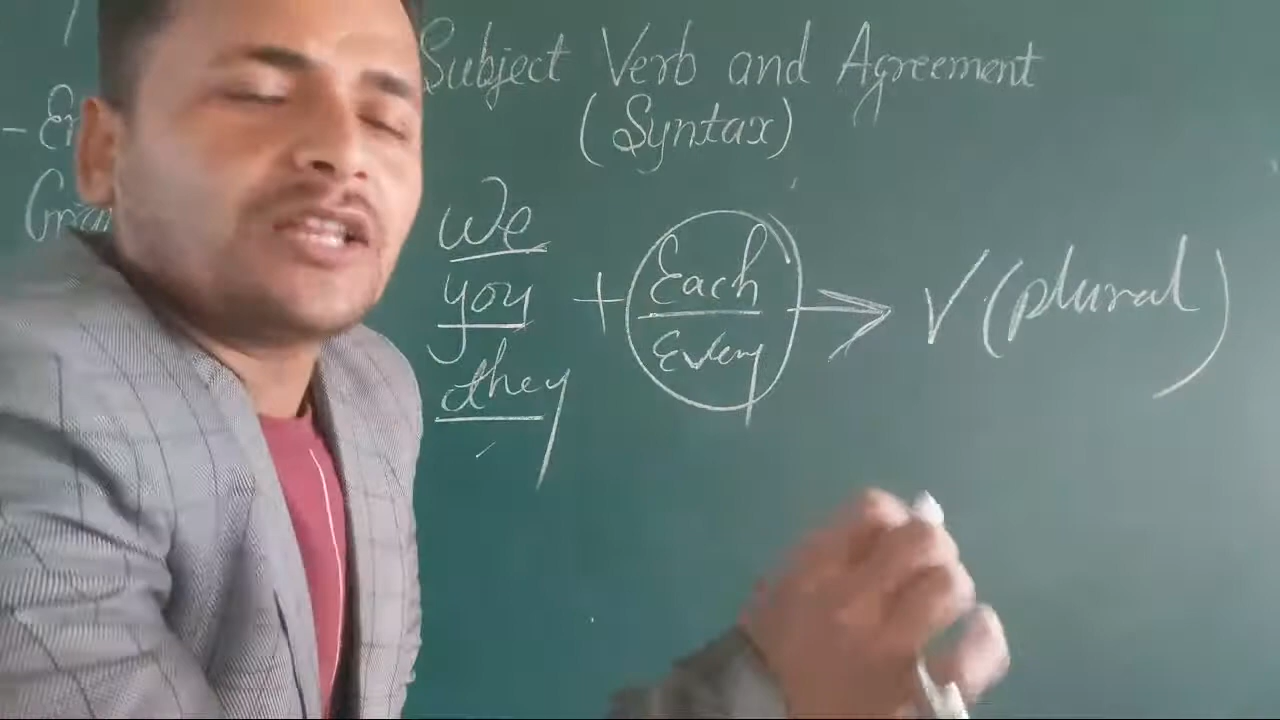 Subject Verb and Agreement
(Syntax)
We
you
they
+
Each
Every
→ V (plural)